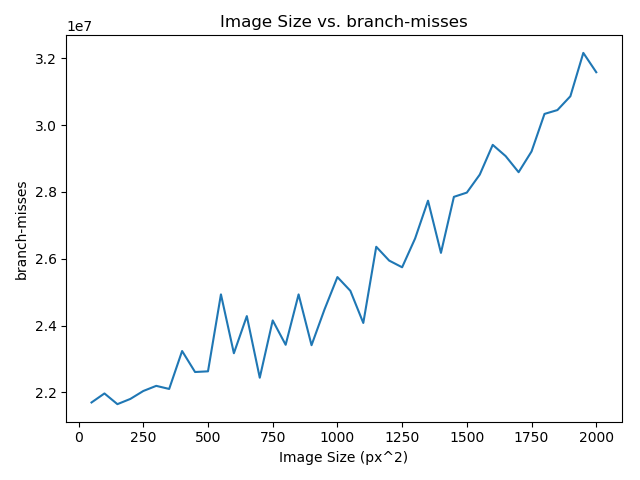 Image Size vs. branch-misses
1e7
3.2
3.0
2.8
2.6
2.4
2.2
branch-misses
0 250 500 750 1000 1250 1500 1750 2000
Image Size (px^2)